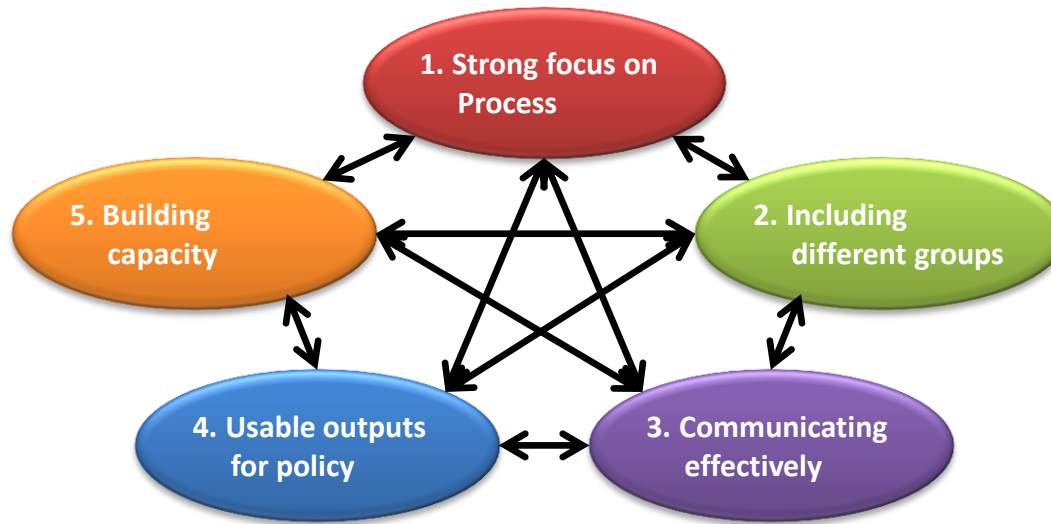 1. Strong focus on
Process
2. Including
different groups
3. Communicating
effectively
4. Usable outputs
for policy
5. Building
capacity